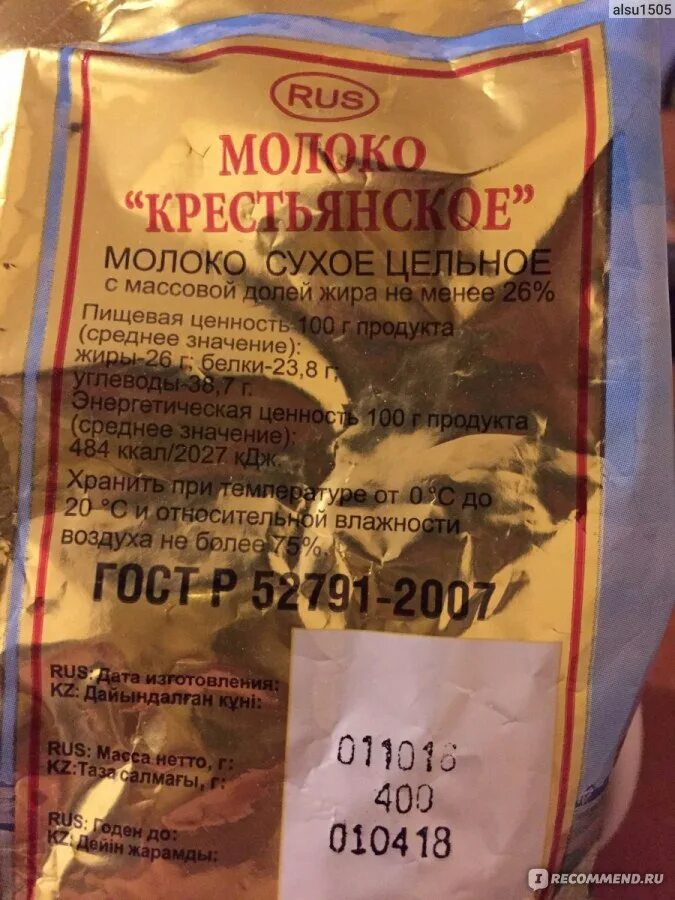 alsu1505
RUS
МОЛОКО
“КРЕСТЬЯНСКОЕ”
МОЛОКО СУХОЕ ЦЕЛЬНОЕ
с массовой долей жира не менее 26%
Пищевая ценность 100 г продукта
(среднее значение):
жиры-26 г; белки-23,8 г;
углеводы-38,7 г.
Энергетическая ценность 100 г продукта
(среднее значение):
484 ккал/2027 кДж.
Хранить при температуре от 0 °С до
20 °С и относительной влажности
воздуха не более 75%.
ГОСТ Р 52791-2007
RUS: Дата изготовления:
KZ: Дайындалған күні:
011016
RUS: Масса нетто, г:
KZ: Таза салмағы, г:
400
RUS: Годен до:
KZ: Дейін жарамды:
010418
IRECOMMEND.RU